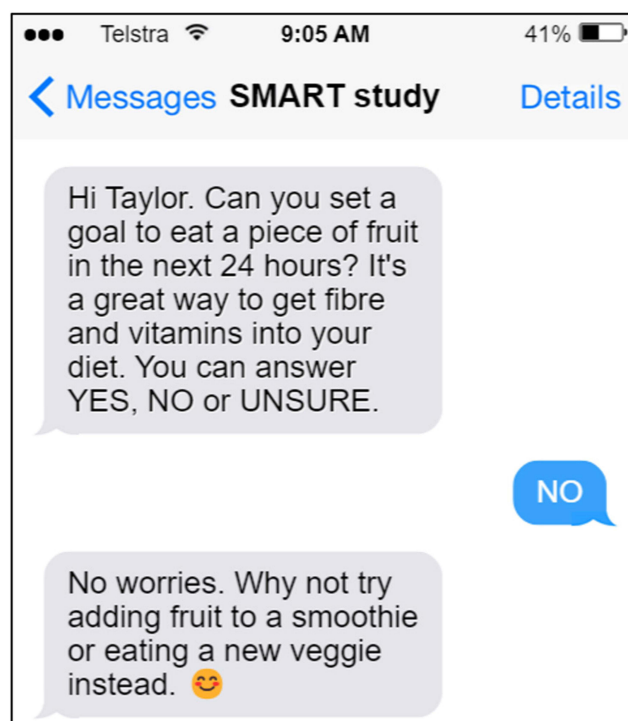 Telstra 9:05 AM 41%
Messages SMART study Details
Hi Taylor. Can you set a
goal to eat a piece of fruit
in the next 24 hours? It's
a great way to get fibre
and vitamins into your
diet. You can answer
YES, NO or UNSURE.
NO
No worries. Why not try
adding fruit to a smoothie
or eating a new veggie
instead. 😊